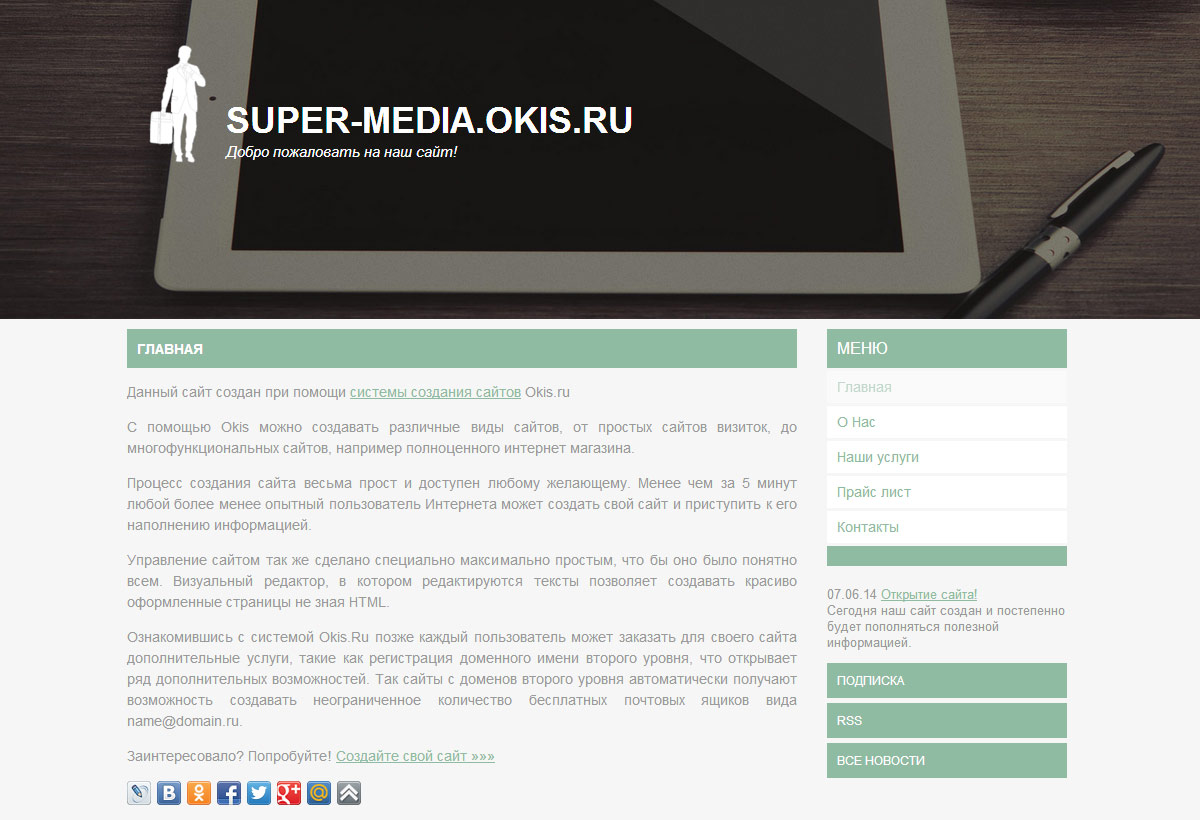 SUPER-MEDIA.OKIS.RU
Добро пожаловать на наш сайт!
ГЛАВНАЯ
Данный сайт создан при помощи системы создания сайтов Okis.ru
С помощью Okis можно создавать различные виды сайтов, от простых сайтов визиток, до
многофункциональных сайтов, например полноценного интернет магазина.
Процесс создания сайта весьма прост и доступен любому желающему. Менее чем за 5 минут
любой более менее опытный пользователь Интернета может создать свой сайт и приступить к его
наполнению информацией.
Управление сайтом так же сделано специально максимально простым, что бы оно было понятно
всем. Визуальный редактор, в котором редактируются тексты позволяет создавать красиво
оформленные страницы не зная HTML.
Ознакомившись с системой Okis.Ru позже каждый пользователь может заказать для своего сайта
дополнительные услуги, такие как регистрация доменного имени второго уровня, что открывает
ряд дополнительных возможностей. Так сайты с доменов второго уровня автоматически получают
возможность создавать неограниченное количество бесплатных почтовых ящиков вида
name@domain.ru.
Заинтересовало? Попробуйте! Создайте свой сайт »»»
МЕНЮ
Главная
О Нас
Наши услуги
Прайс лист
Контакты
07.06.14 Открытие сайта!
Сегодня наш сайт создан и постепенно
будет пополняться полезной
информацией.
ПОДПИСКА
RSS
ВСЕ НОВОСТИ